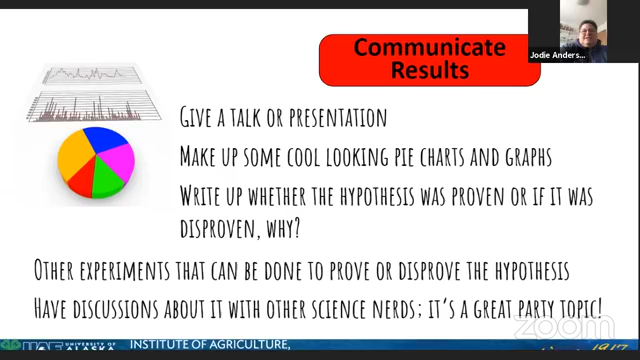 Communicate
Results
Jodie Anders...
GIVE A TALK OR PRESENTATION
MAKE UP SOME COOL LOOKING PIE CHARTS AND GRAPHS
WRITE UP WHETHER THE HYPOTHESIS WAS PROVEN OR IF IT WAS
DISPROVEN, WHY?
OTHER EXPERIMENTS THAT CAN BE DONE TO PROVE OR DISPROVE THE HYPOTHESIS
HAVE DISCUSSIONS ABOUT IT WITH OTHER SCIENCE NERDS; IT'S A GREAT PARTY TOPIC!
zoom
UNIVERSITY OF
ALASKA
INSTITUTE OF AGRICULTURE,
1917